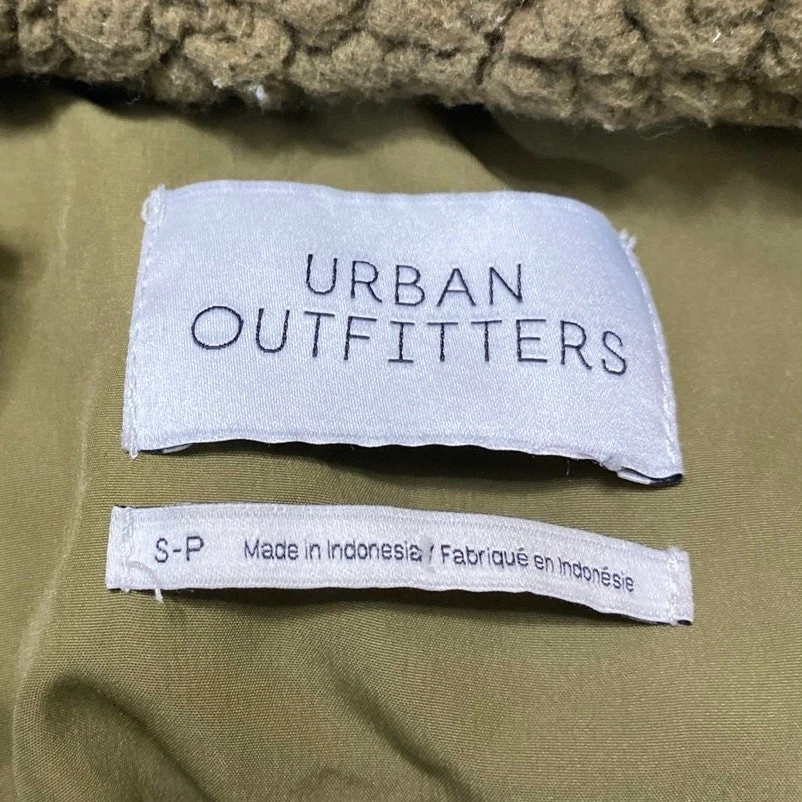 URBAN
OUTFITTERS
S-P Made in Indonesia / Fabriqué en Indonésie